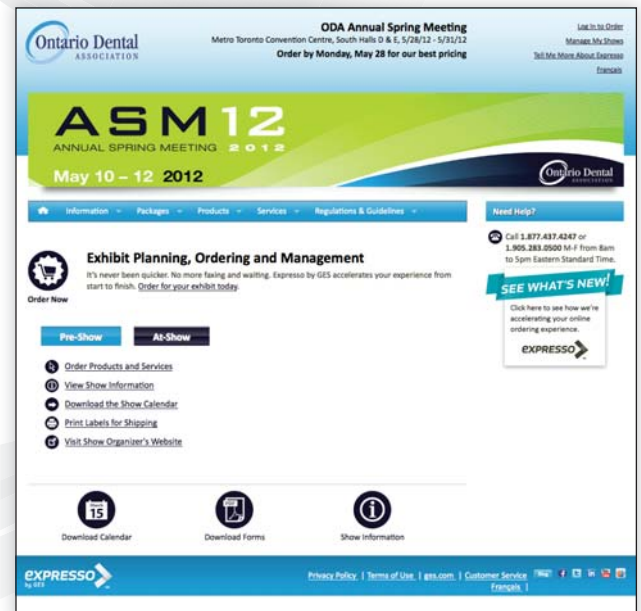 Ontario Dental
ASSOCIATION
ODA Annual Spring Meeting
Metro Toronto Convention Centre, South Halls D & E, 5/28/12 - 5/31/12
Order by Monday, May 28 for our best pricing
Log In to Order
Manage My Shows
Tell Me More About Expresso
Français
ASM12
ANNUAL SPRING MEETING 2012
May 10 – 12 2012
Ontario Dental
ASSOCIATION
Information Packages Products Services Regulations & Guidelines
Need Help?
Call 1.877.437.4247 or
1.905.283.0500 M-F from 8am
to 5pm Eastern Standard Time.
Order Now
Exhibit Planning, Ordering and Management
It's never been quicker. No more faxing and waiting. Expresso by GES accelerates your experience from
start to finish. Order for your exhibit today.
SEE WHAT'S NEW!
Click here to see how we're
accelerating your online
ordering experience.
expresso
Pre-Show At-Show
Order Products and Services
View Show Information
Download the Show Calendar
Print Labels for Shipping
Visit Show Organizer's Website
March
15
Download Calendar
PDF
Download Forms
Show Information
expresso
by GES
Privacy Policy | Terms of Use | ges.com | Customer Service
Français |